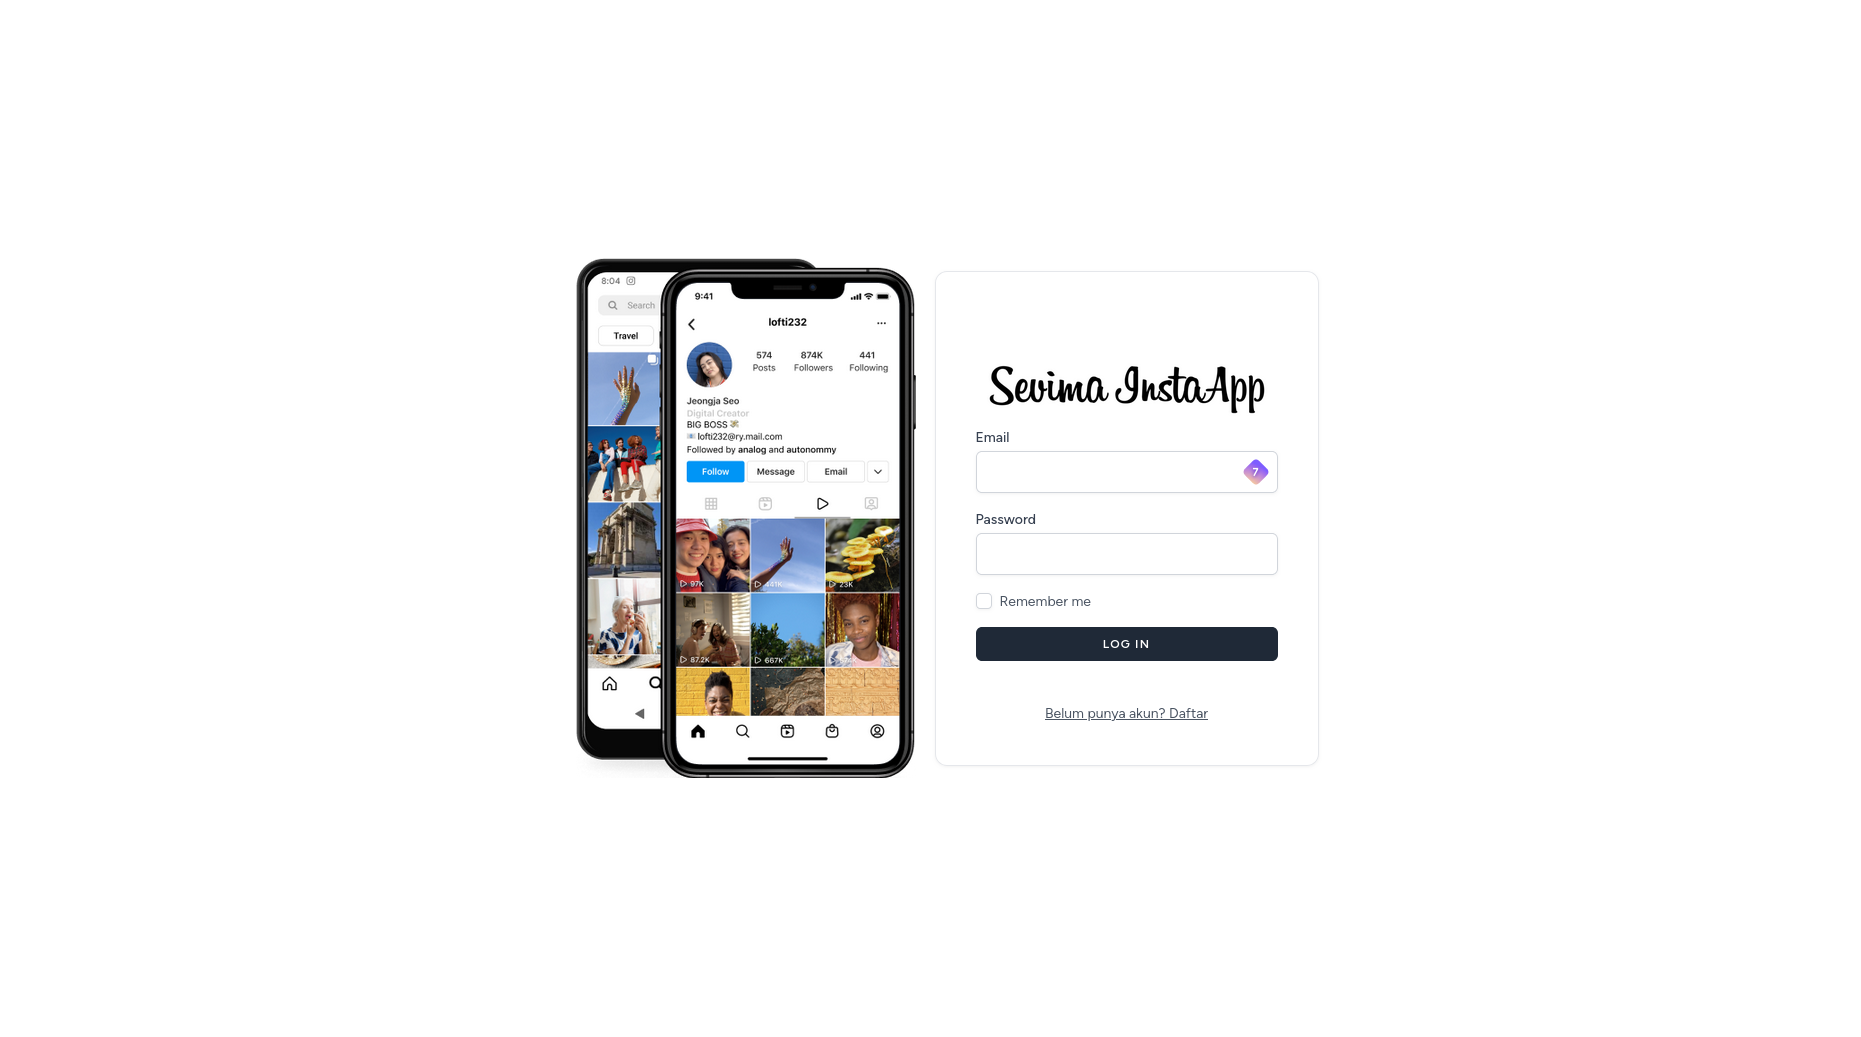 8:04
Search
Travel
9:41
lofti232
574
874K
441
Posts
Followers
Following
Jeongja Seo
Digital Creator
BIG BOSS
lofti232@ry.mail.com
Followed by analog and autonommy
Follow
Message
Email
97K
441K
23K
87.2K
667K
Sevima InstaApp
Email
7
Password
Remember me
LOG IN
Belum punya akun? Daftar